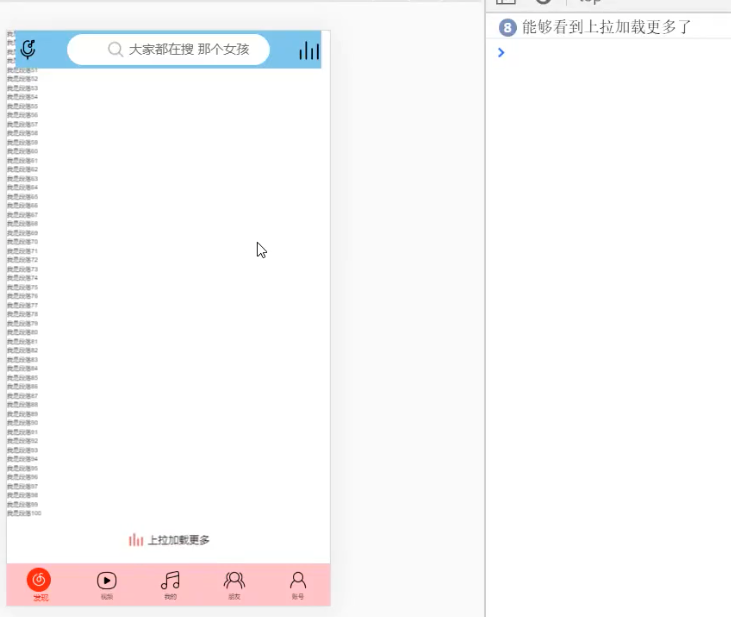 top
8 能够看到上拉加载更多了
大家都在搜 那个女孩
我是段落51
我是段落52
我是段落53
我是段落54
我是段落55
我是段落56
我是段落57
我是段落58
我是段落59
我是段落60
我是段落61
我是段落62
我是段落63
我是段落64
我是段落65
我是段落66
我是段落67
我是段落68
我是段落69
我是段落70
我是段落71
我是段落72
我是段落73
我是段落74
我是段落75
我是段落76
我是段落77
我是段落78
我是段落79
我是段落80
我是段落81
我是段落82
我是段落83
我是段落84
我是段落85
我是段落86
我是段落87
我是段落88
我是段落89
我是段落90
我是段落91
我是段落92
我是段落93
我是段落94
我是段落95
我是段落96
我是段落97
我是段落98
我是段落99
我是段落100
上拉加载更多
发现
视频
我的
朋友
账号